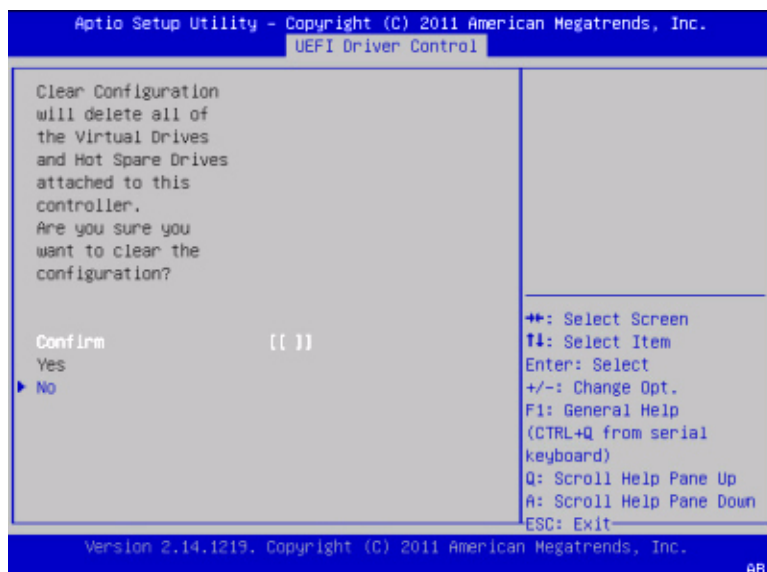 Aptio Setup Utility – Copyright (C) 2011 American Megatrends, Inc.
UEFI Driver Control
Clear Configuration
will delete all of
the Virtual Drives
and Hot Spare Drives
attached to this
controller.
Are you sure you
want to clear the
configuration?
Confirm [[ ]]
Yes
No
→←: Select Screen
↑↓: Select Item
Enter: Select
+/-: Change Opt.
F1: General Help
(CTRL+Q from serial
keyboard)
Q: Scroll Help Pane Up
A: Scroll Help Pane Down
ESC: Exit
Version 2.14.1219. Copyright (C) 2011 American Megatrends, Inc.
AB